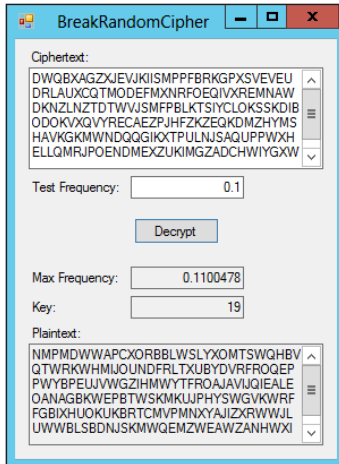 BreakRandomCipher
Ciphertext:
DWQBXAGZXJEVJKIISMPPFBRKGPXSVEVEU
DRLAUXCQTMODEFMXNRFOEQIVXREMNAW
DKNZLNZTDTWVJSMFPBLKTSIYCLOKSSKDIB
ODOKVXQVYRECAEZPJHFZKZEQKDMZHYMS
HAVKGKMWNDQQGIKXTPULNJSAQUPPWXH
ELLQMRJPOENDMEXZUKIMGZADCHWIYGXW
Test Frequency:
0.1
Decrypt
Max Frequency:
0.1100478
Key:
19
Plaintext:
NMPMDWWAPCXORBBLWSLYXOMTSWQHBV
QTWRKWHMIJOUNDFRLTXUBYDVRFROQEP
PWYBPEUJVWGZIHMWYTFROAJAVIJQIEALE
OANAGBKWEPBTWSKMKUJPHYSWGVKWRF
FGBIXHUOKUKBRTCMVPMNXYAJIZXRWWJL
UWWBLSBDNJSKMWQEMZWEAWZANHWXI